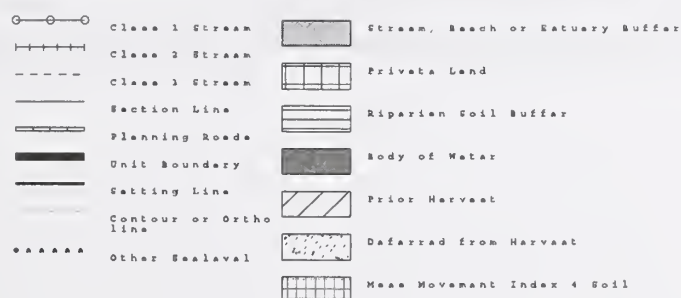 Class 1 Stream
Class 2 Stream
Class 3 Stream
Section Line
Planning Roads
Unit Boundary
Setting Line
Contour or Ortho
line
Other Sealaval
Stream, Beach or Estuary Buffer
Private Land
Riparian Soil Buffer
Body of Water
Prior Harvest
Deferred from Harvest
Mass Movement Index 4 Soil